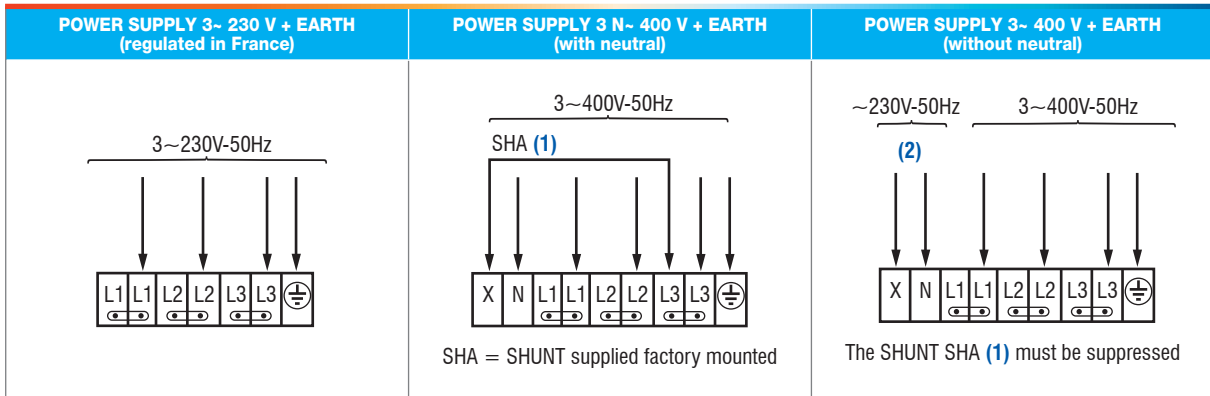 POWER SUPPLY 3~ 230 V + EARTH
(regulated in France)
3~230V-50Hz
L1 L1 L2 L2 L3 L3
POWER SUPPLY 3 N~ 400 V + EARTH
(with neutral)
3~400V-50Hz
SHA (1)
X N L1 L1 L2 L2 L3 L3
SHA = SHUNT supplied factory mounted
POWER SUPPLY 3~ 400 V + EARTH
(without neutral)
~230V-50Hz 3~400V-50Hz
(2)
X N L1 L1 L2 L2 L3 L3
The SHUNT SHA (1) must be suppressed